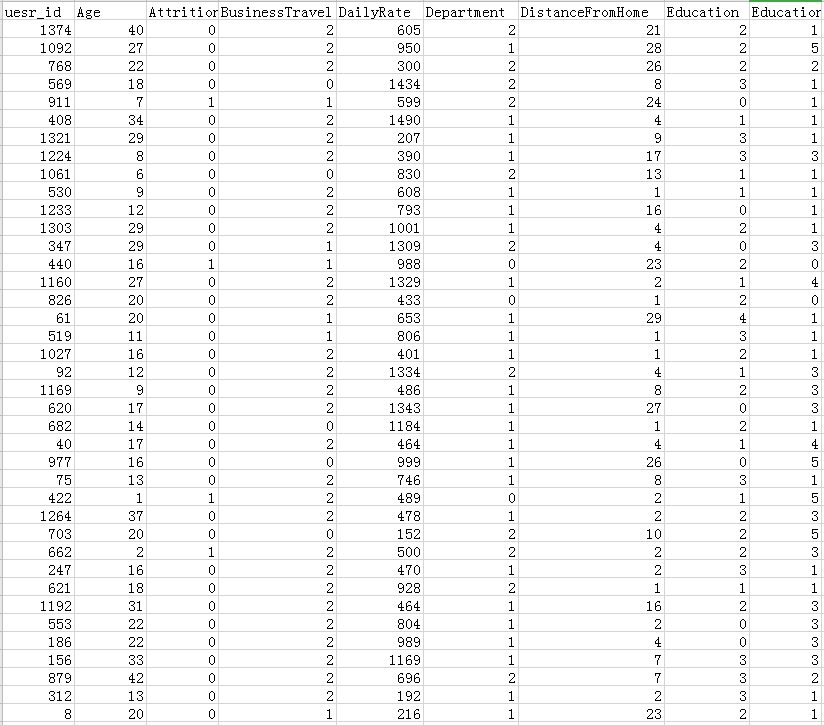 uesr_id Age Attrition BusinessTravel DailyRate Department DistanceFromHome Education Education
1374 40 0 2 605 2 21 2 1
1092 27 0 2 950 1 28 2 5
768 22 0 2 300 2 26 2 2
569 18 0 0 1434 2 8 3 1
911 7 1 1 599 2 24 0 1
408 34 0 2 1490 1 4 1 1
1321 29 0 2 207 1 9 3 1
1224 8 0 2 390 1 17 3 3
1061 6 0 0 830 2 13 1 1
530 9 0 2 608 1 1 1 1
1233 12 0 2 793 1 16 0 1
1303 29 0 2 1001 1 4 2 1
347 29 0 1 1309 2 4 0 3
440 16 1 1 988 0 23 2 0
1160 27 0 2 1329 1 2 1 4
826 20 0 2 433 0 1 2 0
61 20 0 1 653 1 29 4 1
519 11 0 1 806 1 1 3 1
1027 16 0 2 401 1 1 2 1
92 12 0 2 1334 2 4 1 3
1169 9 0 2 486 1 8 2 3
620 17 0 2 1343 1 27 0 3
682 14 0 0 1184 1 1 2 1
40 17 0 2 464 1 4 1 4
977 16 0 0 999 1 26 0 5
75 13 0 2 746 1 8 3 1
422 1 1 2 489 0 2 1 5
1264 37 0 2 478 1 2 2 3
703 20 0 0 152 2 10 2 5
662 2 1 2 500 2 2 2 3
247 16 0 2 470 1 2 3 1
621 18 0 2 928 2 1 1 1
1192 31 0 2 464 1 16 2 3
553 22 0 2 804 1 2 0 3
186 22 0 2 989 1 4 0 3
156 33 0 2 1169 1 7 3 3
879 42 0 2 696 2 7 3 2
312 13 0 2 192 1 2 3 1
8 20 0 1 216 1 23 2 1